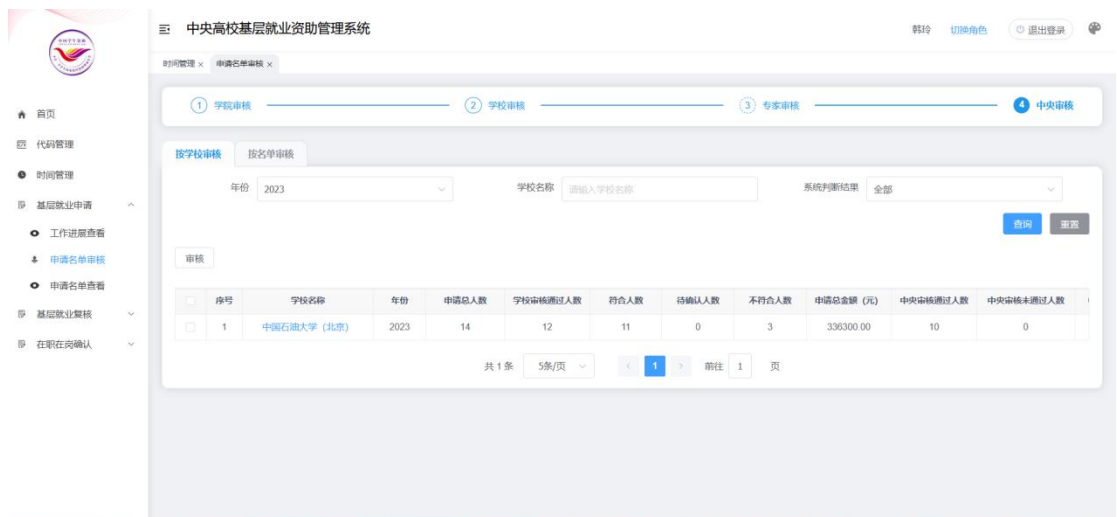 中央高校基层就业资助管理系统
韩玲 切换角色 退出登录
时间管理 × 申请名单审核 ×
首页
代码管理
时间管理
基层就业申请
工作进展查看
申请名单审核
申请名单查看
基层就业复核
在职在岗确认
1 学院审核 2 学校审核 3 专家审核 4 中央审核
按学校审核 按名单审核
年份 2023 学校名称 请输入学校名称 系统判断结果 全部
查询 重置
审核
序号 学校名称 年份 申请总人数 学校审核通过人数 符合人数 待确认人数 不符合人数 申请总金额（元） 中央审核通过人数 中央审核未通过人数
1 中国石油大学（北京） 2023 14 12 11 0 3 336300.00 10 0
共 1 条 5条/页 < 1 > 前往 1 页